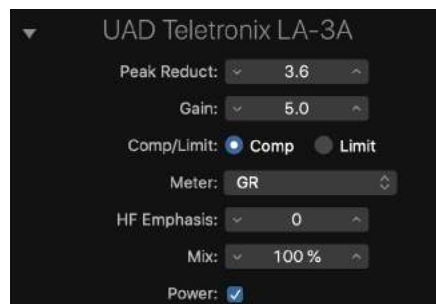 UAD Teletronix LA-3A
Peak Reduct: 3.6
Gain: 5.0
Comp/Limit: Comp Limit
Meter: GR
HF Emphasis: 0
Mix: 100 %
Power: